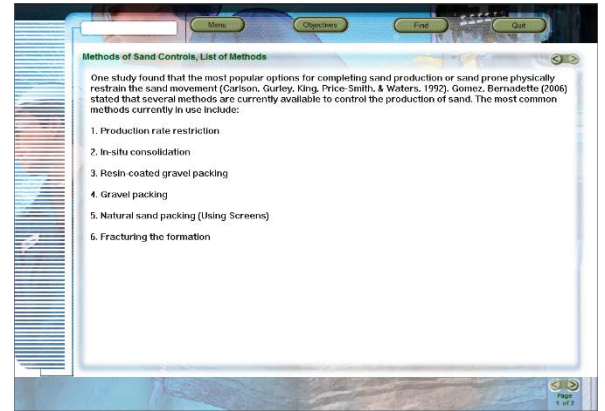 Menu
Objectives
Find
Quit
Methods of Sand Controls, List of Methods
One study found that the most popular options for completing sand production or sand prone physically
restrain the sand movement (Carlson, Gurley, King, Price-Smith, & Waters, 1992). Gomez, Bernadette (2006)
stated that several methods are currently available to control the production of sand. The most common
methods currently in use include:
1. Production rate restriction
2. In-situ consolidation
3. Resin-coated gravel packing
4. Gravel packing
5. Natural sand packing (Using Screens)
6. Fracturing the formation
Page
1 of 2